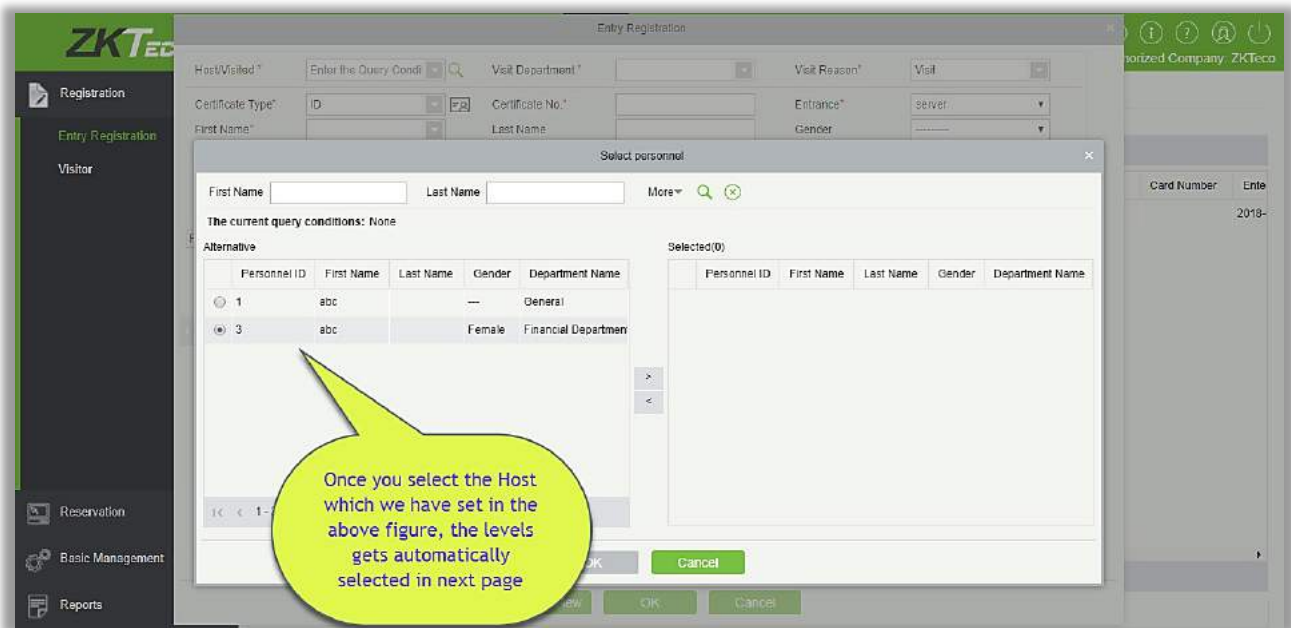 ZKTeco
Entry Registration
orized Company: ZKTeco
Host/Visited* Enter the Query Condi Visit Department* Visit Reason* Visit
Registration
Certificate Type* ID Certificate No.* Entrance* server
Entry Registration
First Name* Last Name Gender --------
Visitor
Select personnel
First Name Last Name More
Card Number Ente
The current query conditions: None
2018-
Alternative Selected(0)
Personnel ID First Name Last Name Gender Department Name Personnel ID First Name Last Name Gender Department Name
1 abc --- General
3 abc Female Financial Departmen
>
<
Once you select the Host
which we have set in the
above figure, the levels
gets automatically
selected in next page
Reservation
Basic Management
Cancel
Reports
OK Cancel